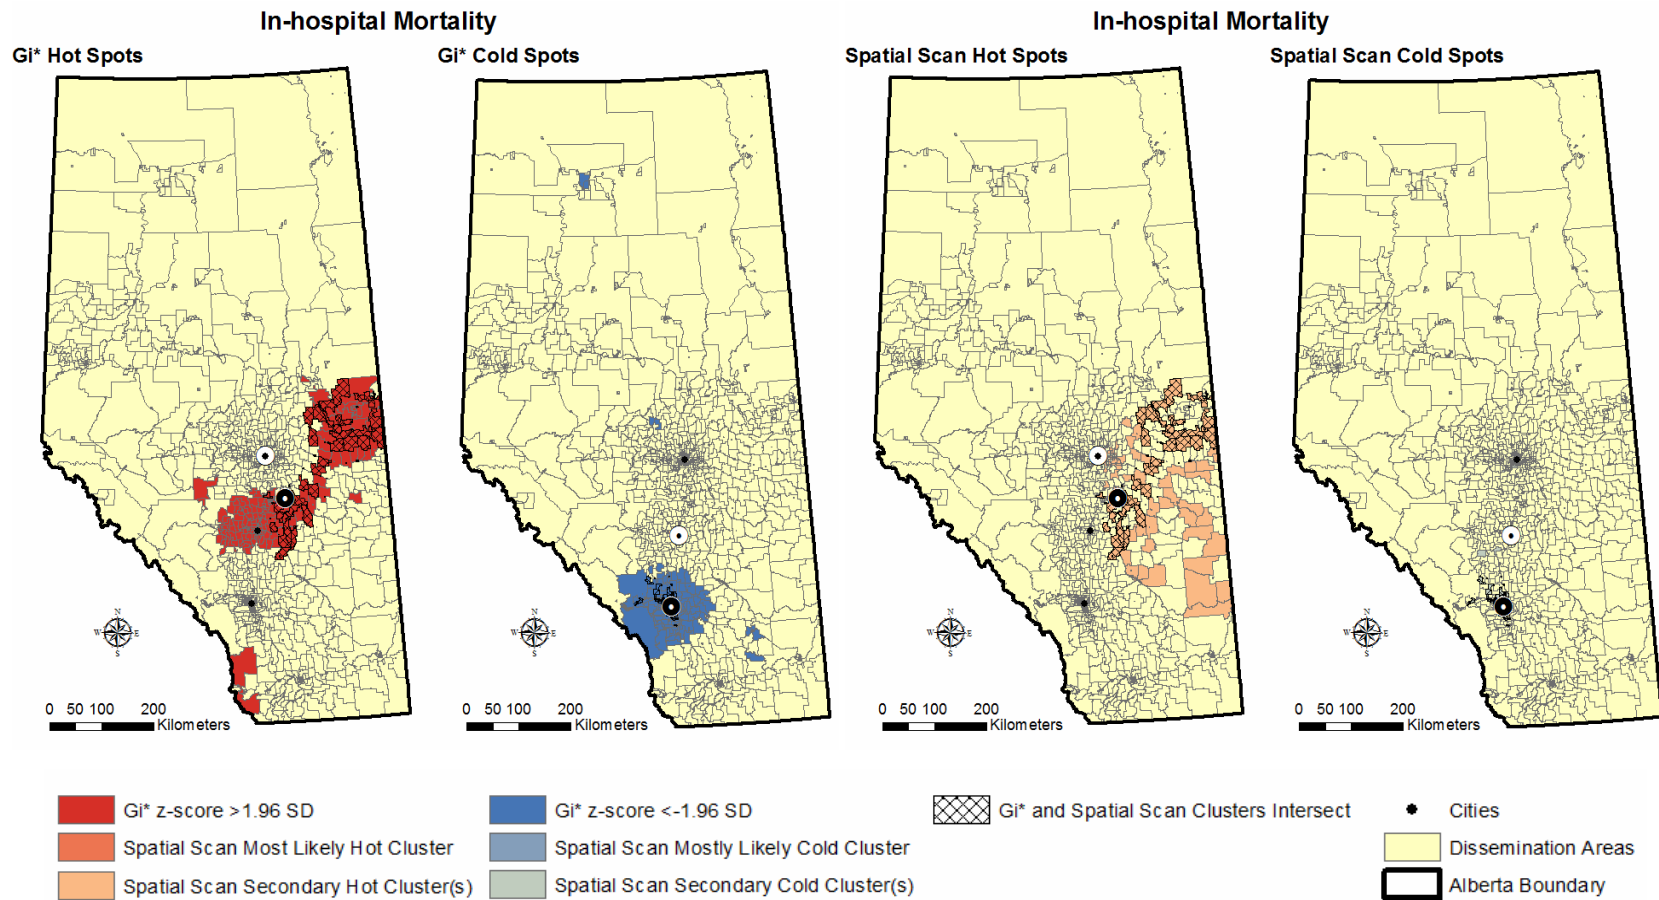 In-hospital Mortality
In-hospital Mortality
Gi* Hot Spots
Gi* Cold Spots
Spatial Scan Hot Spots
Spatial Scan Cold Spots
N
W E
S
N
W E
S
N
W E
S
N
W E
S
0 50 100 200
Kilometers
0 50 100 200
Kilometers
0 50 100 200
Kilometers
0 50 100 200
Kilometers
Gi* z-score >1.96 SD
Gi* z-score <-1.96 SD
Gi* and Spatial Scan Clusters Intersect
Cities
Spatial Scan Most Likely Hot Cluster
Spatial Scan Mostly Likely Cold Cluster
Dissemination Areas
Spatial Scan Secondary Hot Cluster(s)
Spatial Scan Secondary Cold Cluster(s)
Alberta Boundary